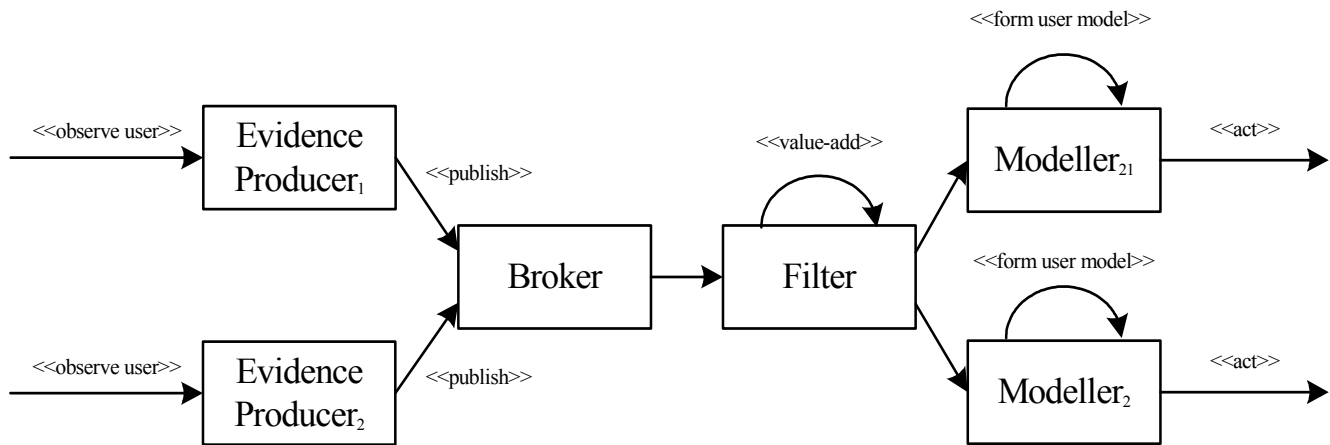 <<form user model>>
<<observe user>>
Evidence
Producer₁
<<publish>>
<<value-add>>
Modeller₂₁
<<act>>
Broker
Filter
<<form user model>>
<<observe user>>
Evidence
Producer₂
<<publish>>
Modeller₂
<<act>>